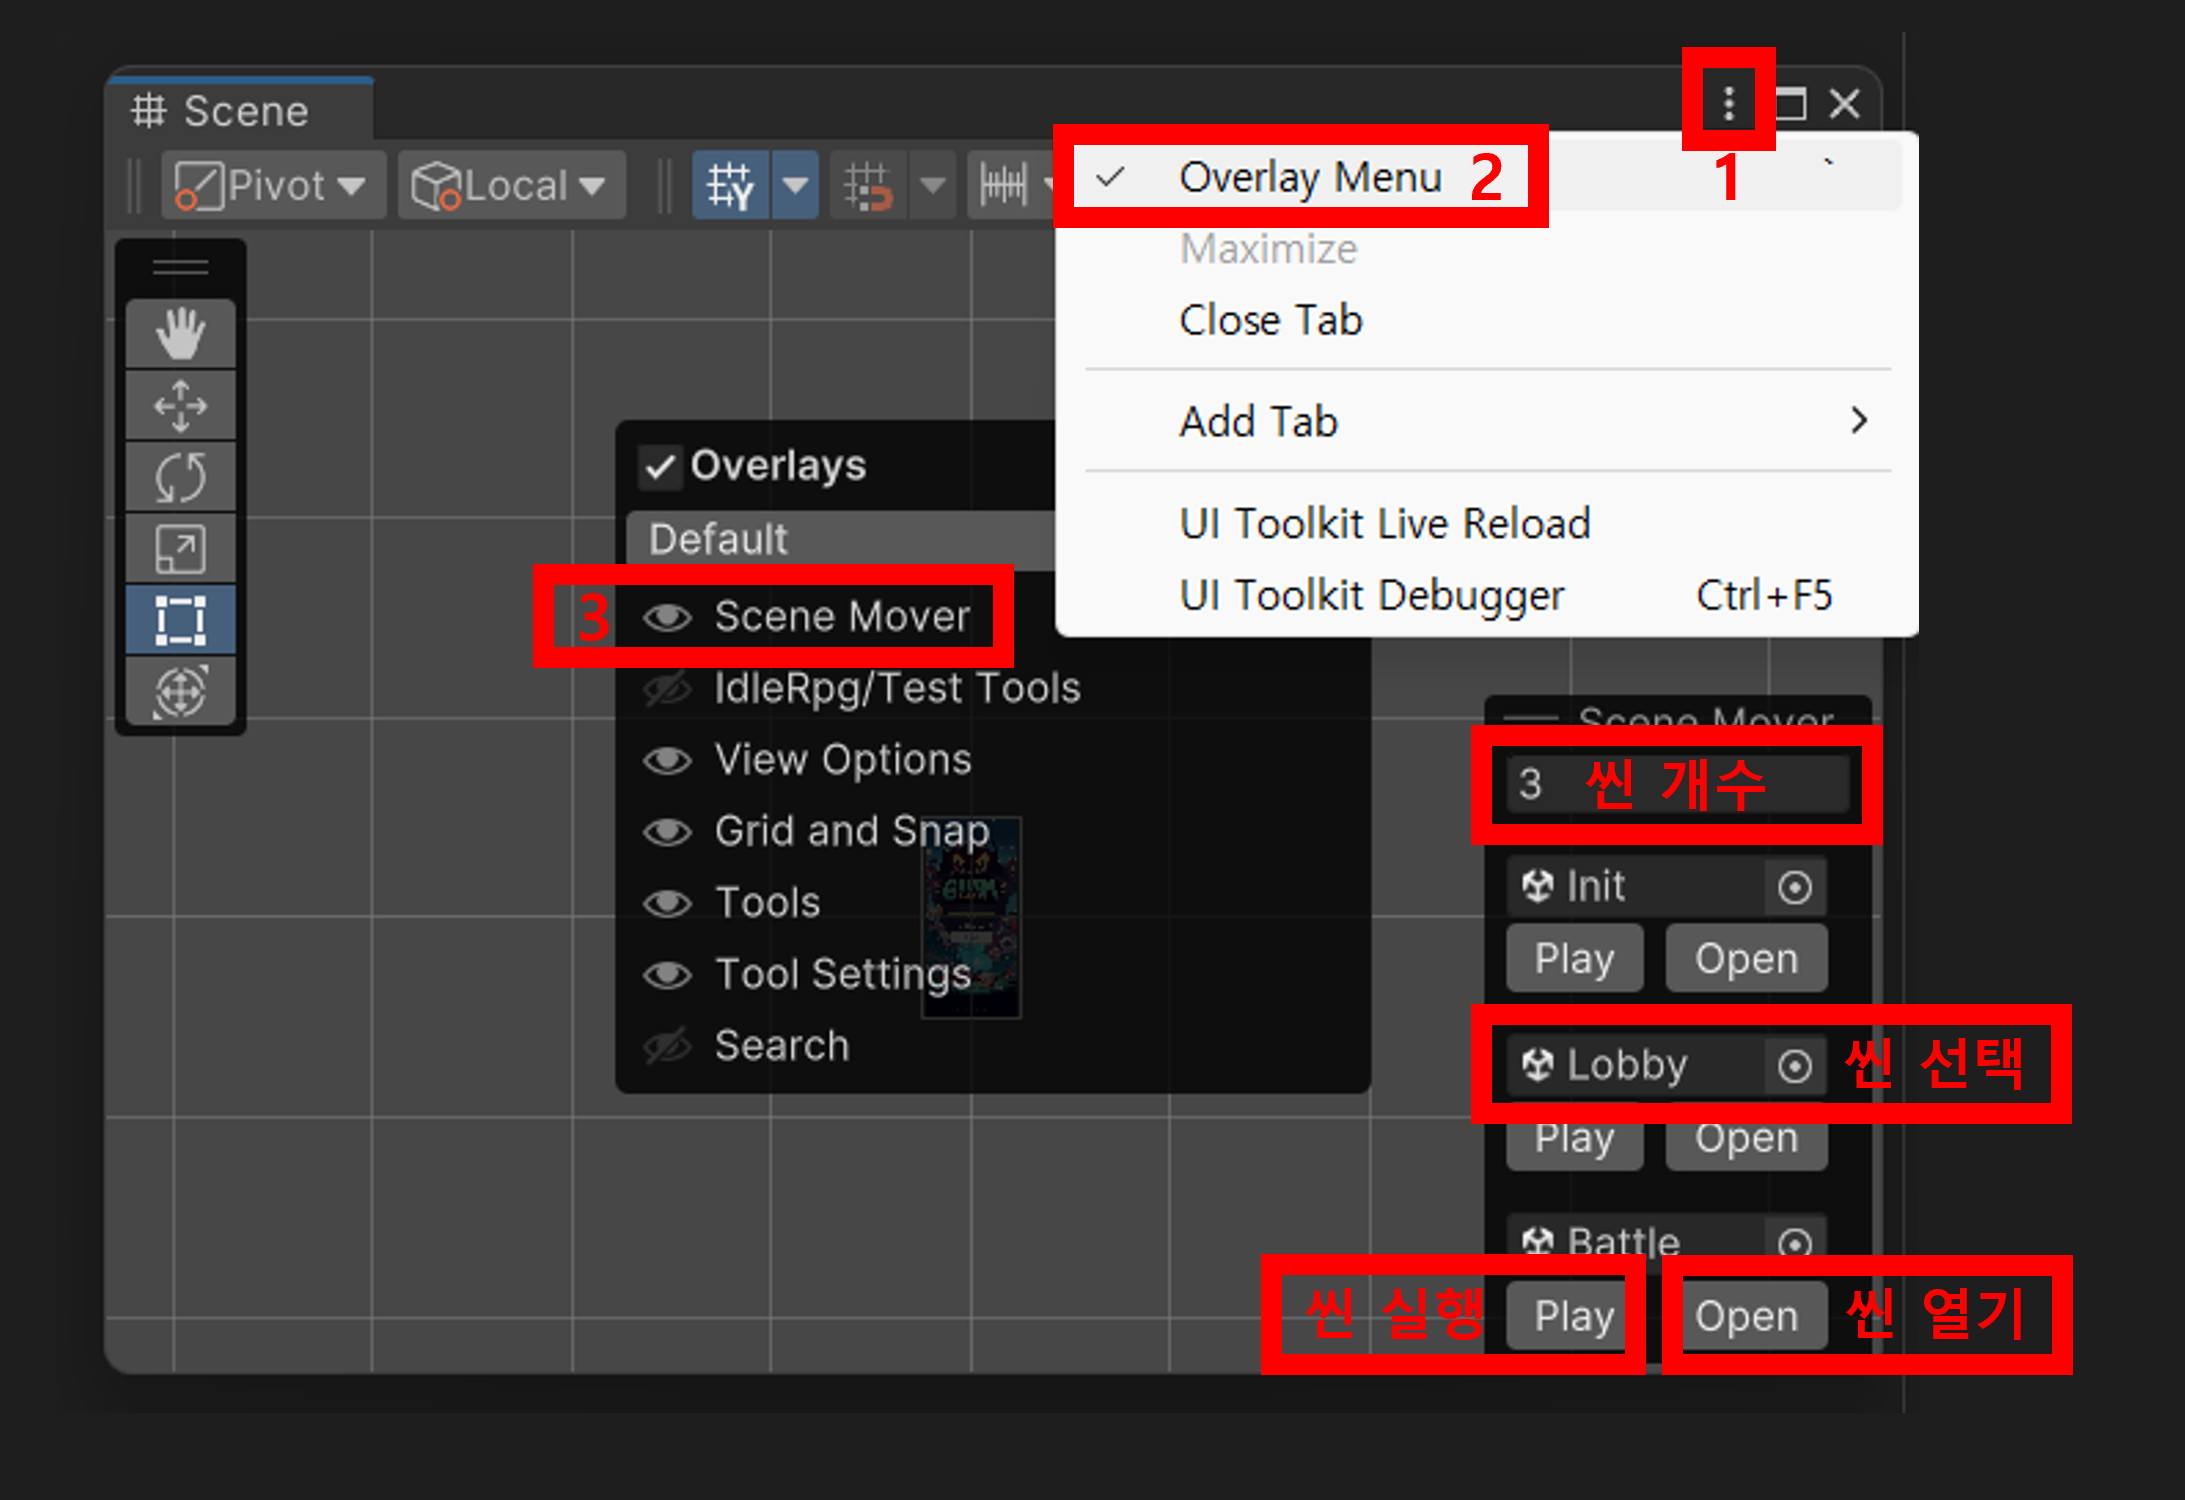 Scene
1
Pivot
Local
Overlay Menu 2 `
Maximize
Close Tab
Add Tab
UI Toolkit Live Reload
UI Toolkit Debugger Ctrl+F5
Overlays
Default
3 Scene Mover
IdleRpg/Test Tools
View Options
Grid and Snap
Tools
Tool Settings
Search
Scene Mover
3 씬 개수
Init
Play Open
Lobby 씬 선택
Play Open
Battle
씬 실행 Play Open 씬 열기